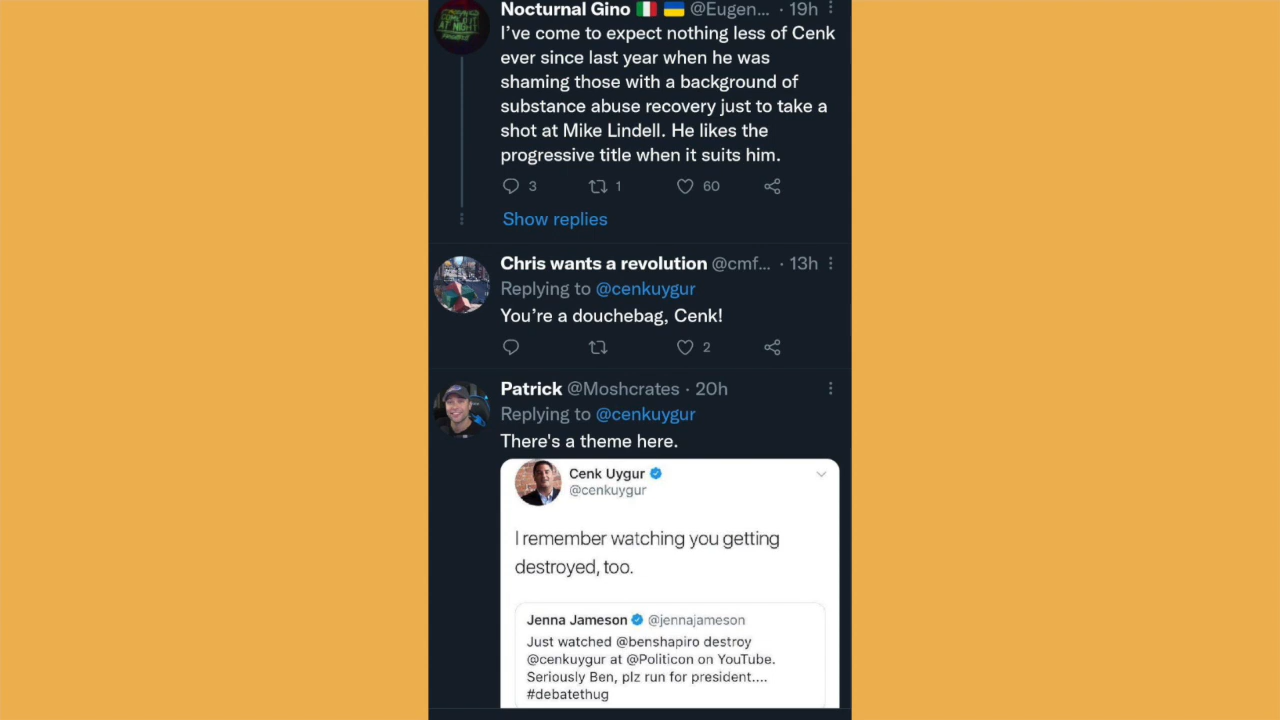 Nocturnal Gino @Eugen... · 19h
I've come to expect nothing less of Cenk
ever since last year when he was
shaming those with a background of
substance abuse recovery just to take a
shot at Mike Lindell. He likes the
progressive title when it suits him.
3 1 60
Show replies
Chris wants a revolution @cmf... · 13h
Replying to @cenkuygur
You're a douchebag, Cenk!
2
Patrick @Moshcrates · 20h
Replying to @cenkuygur
There's a theme here.
Cenk Uygur
@cenkuygur
I remember watching you getting
destroyed, too.
Jenna Jameson @jennajameson
Just watched @benshapiro destroy
@cenkuygur at @Politicon on YouTube.
Seriously Ben, plz run for president....
#debatethug